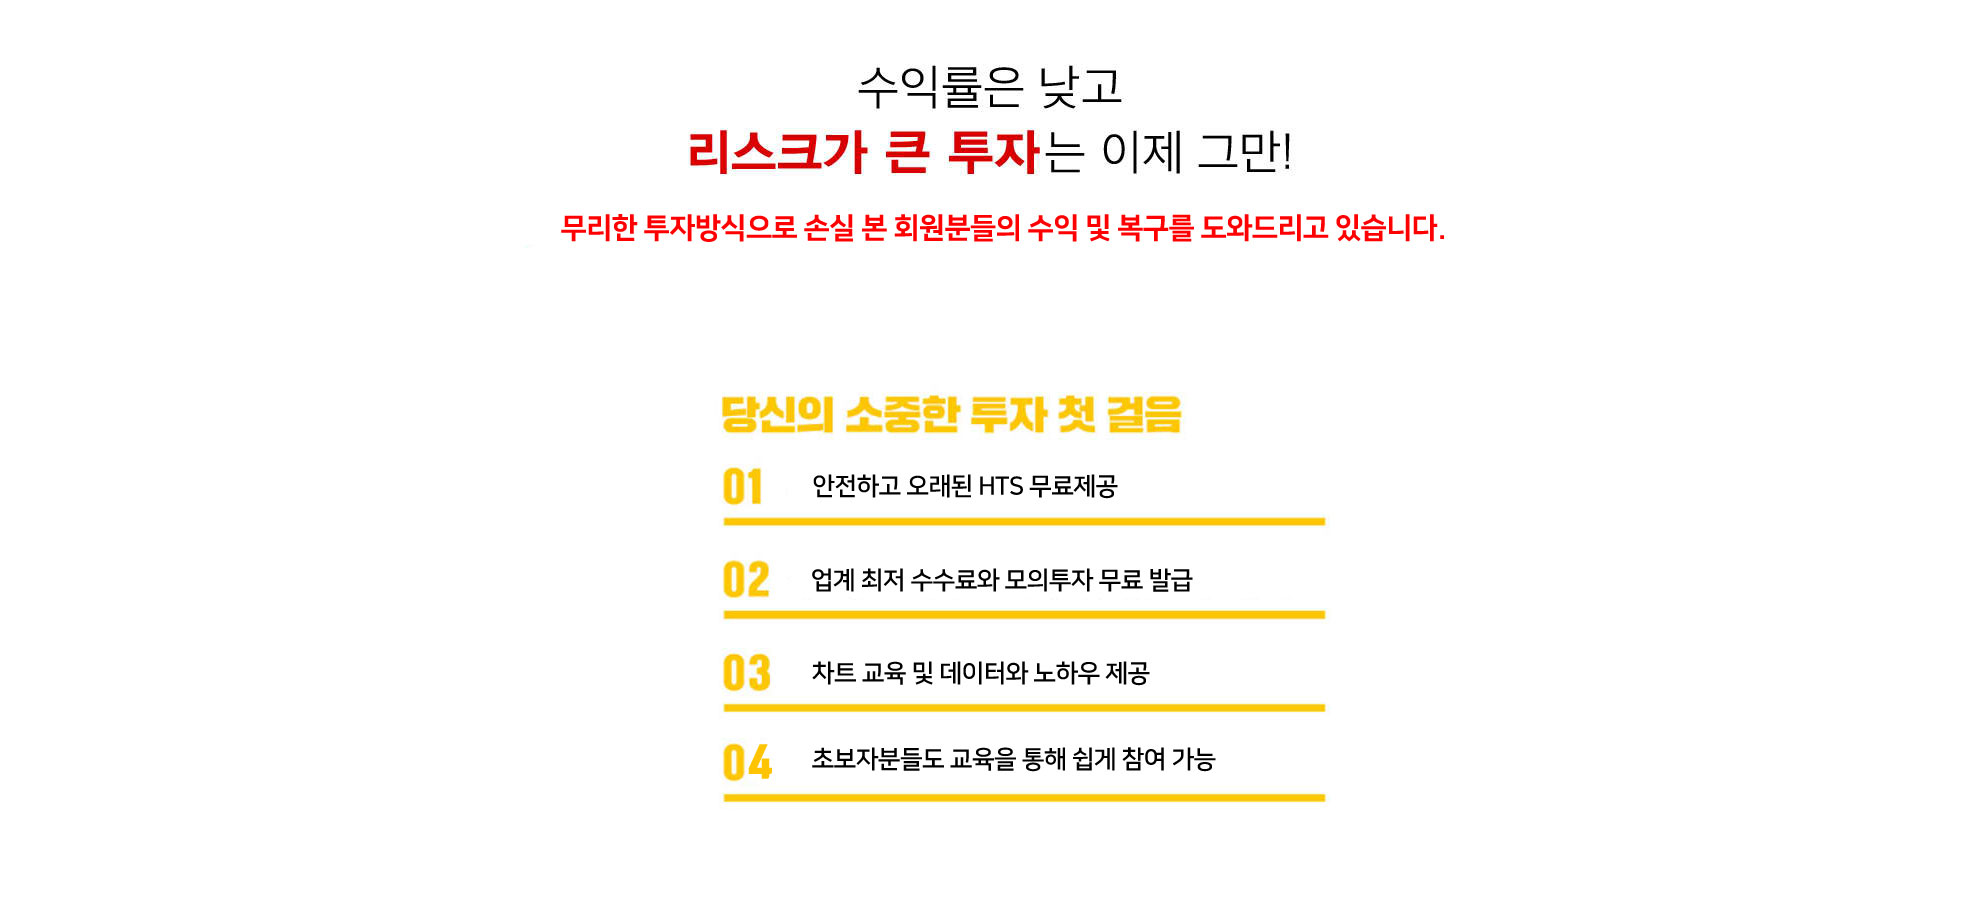 수익률은 낮고
리스크가 큰 투자는 이제 그만!
무리한 투자방식으로 손실 본 회원분들의 수익 및 복구를 도와드리고 있습니다.
당신의 소중한 투자 첫 걸음
01 안전하고 오래된 HTS 무료제공
02 업계 최저 수수료와 모의투자 무료 발급
03 차트 교육 및 데이터와 노하우 제공
04 초보자분들도 교육을 통해 쉽게 참여 가능